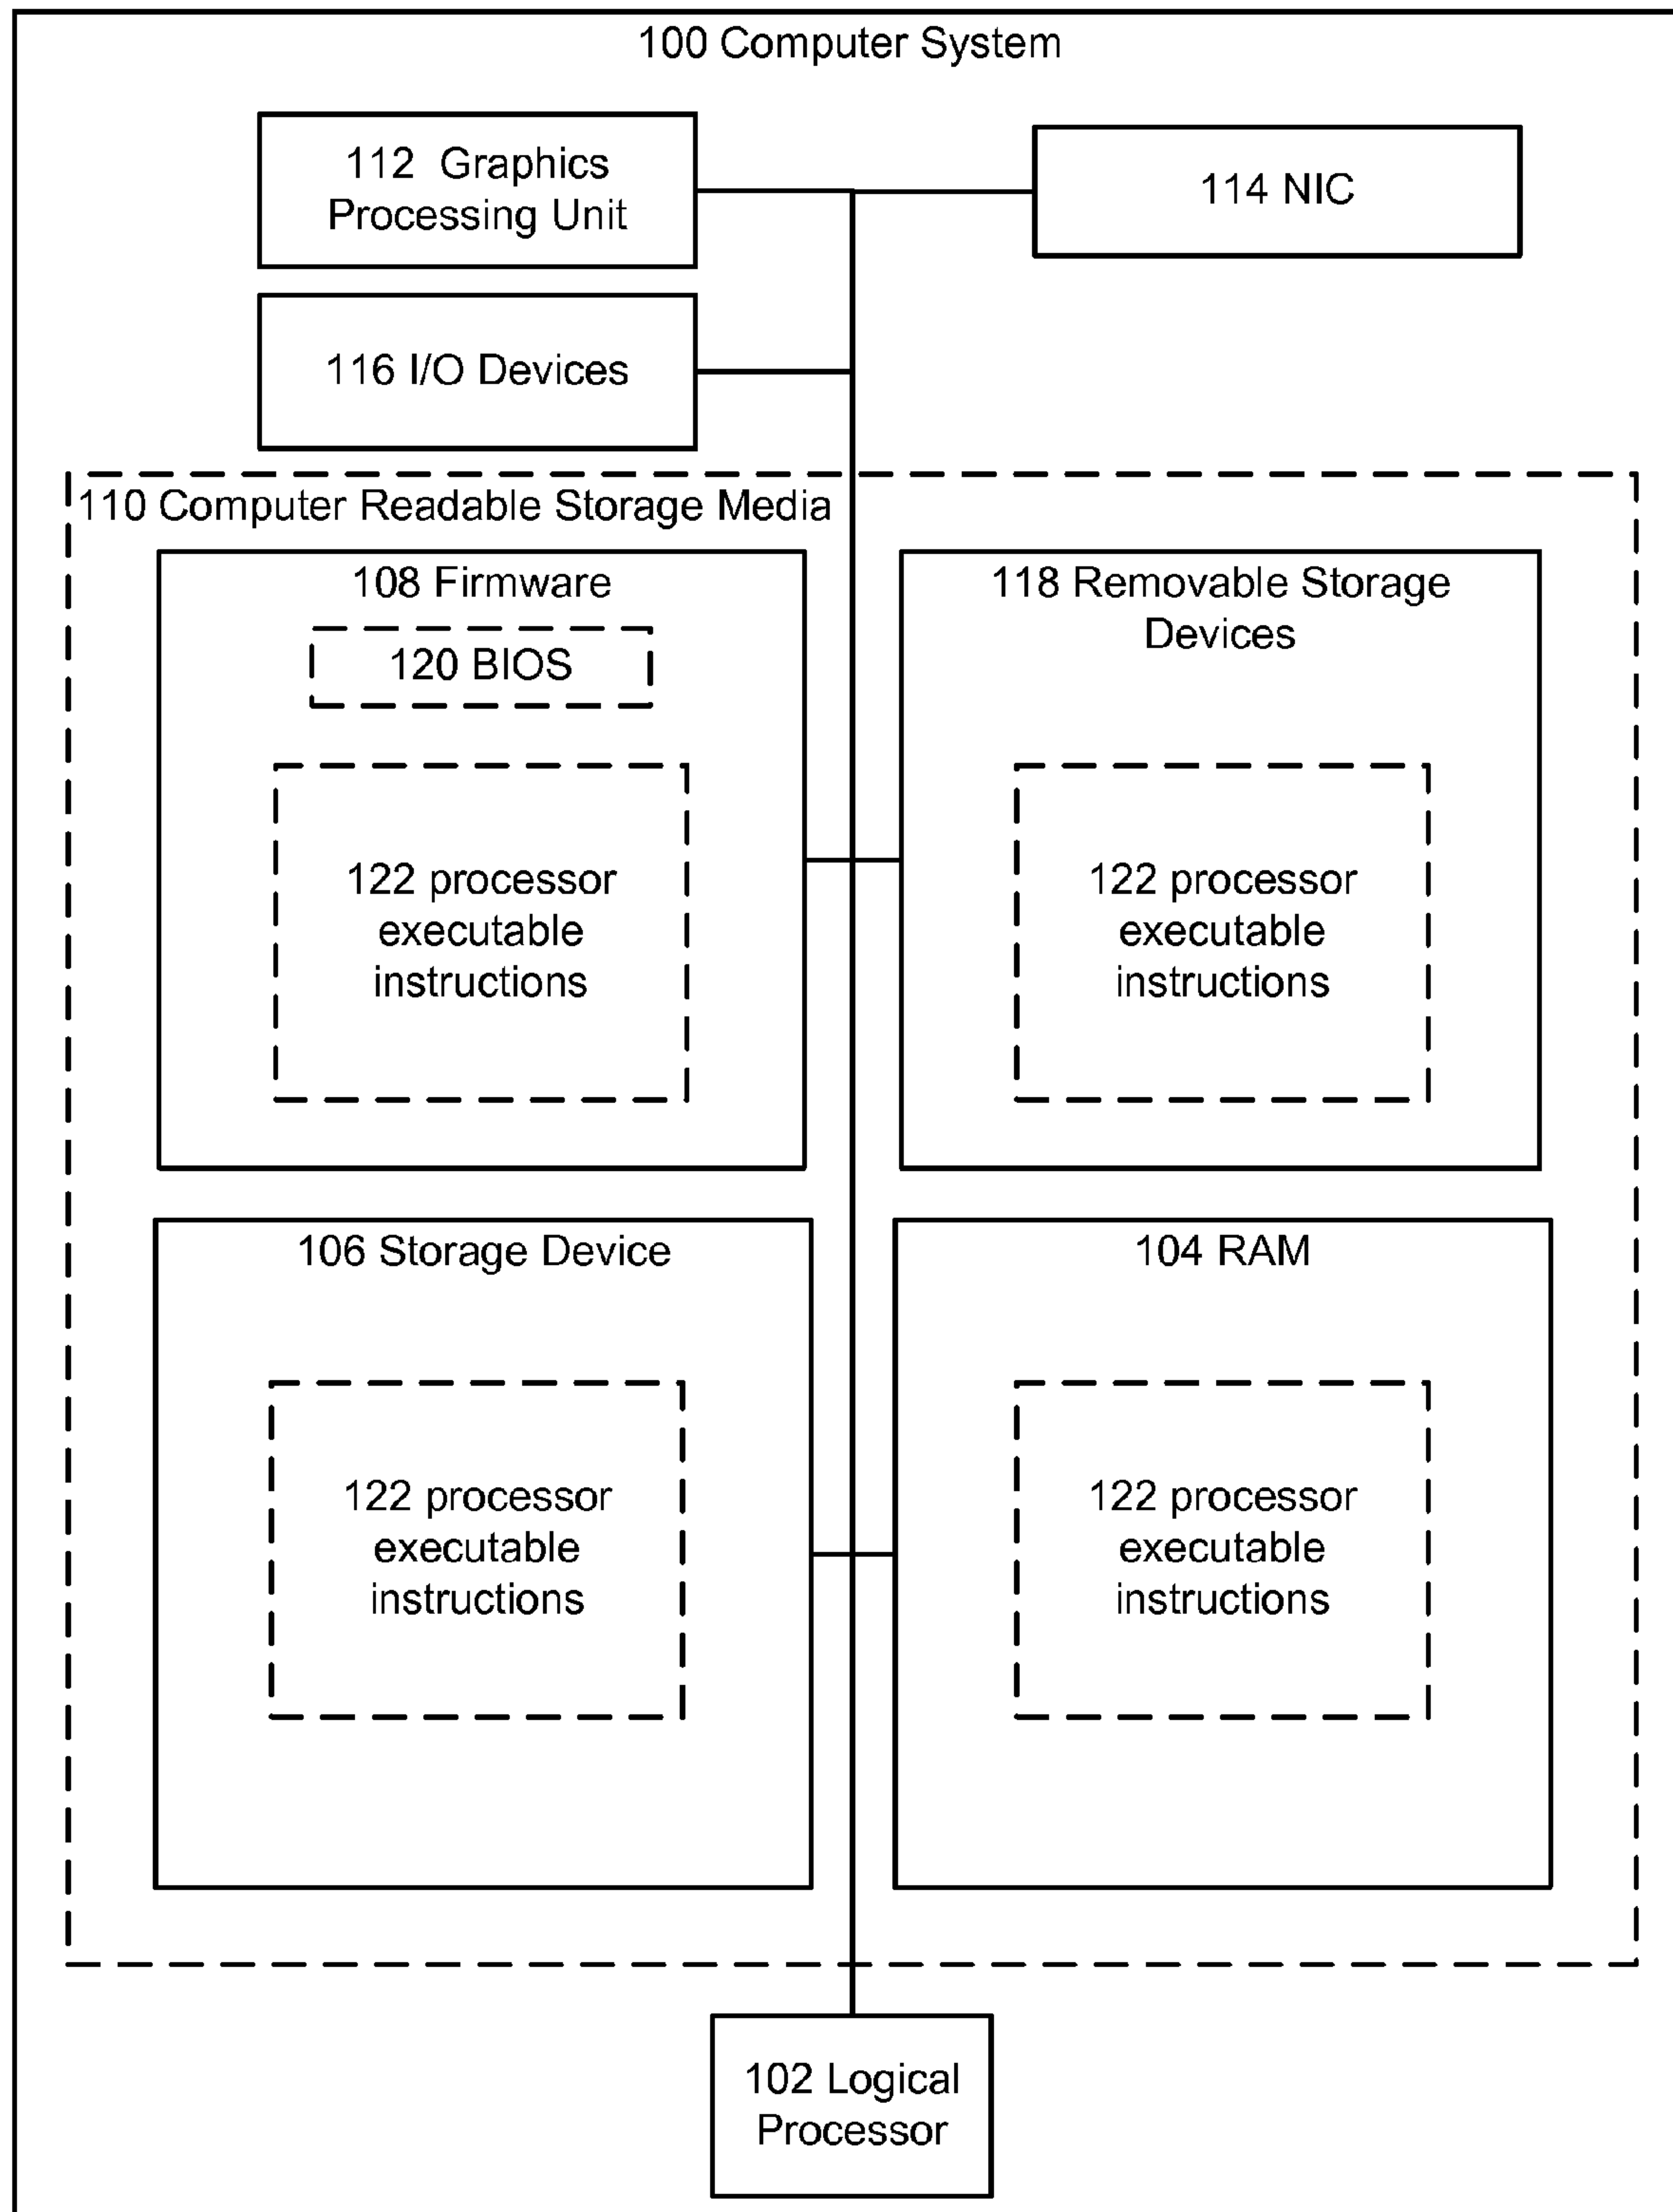 100 Computer System
112 Graphics
Processing Unit
114 NIC
116 I/O Devices
110 Computer Readable Storage Media
108 Firmware
120 BIOS
122 processor
executable
instructions
118 Removable Storage
Devices
122 processor
executable
instructions
106 Storage Device
122 processor
executable
instructions
104 RAM
122 processor
executable
instructions
102 Logical
Processor